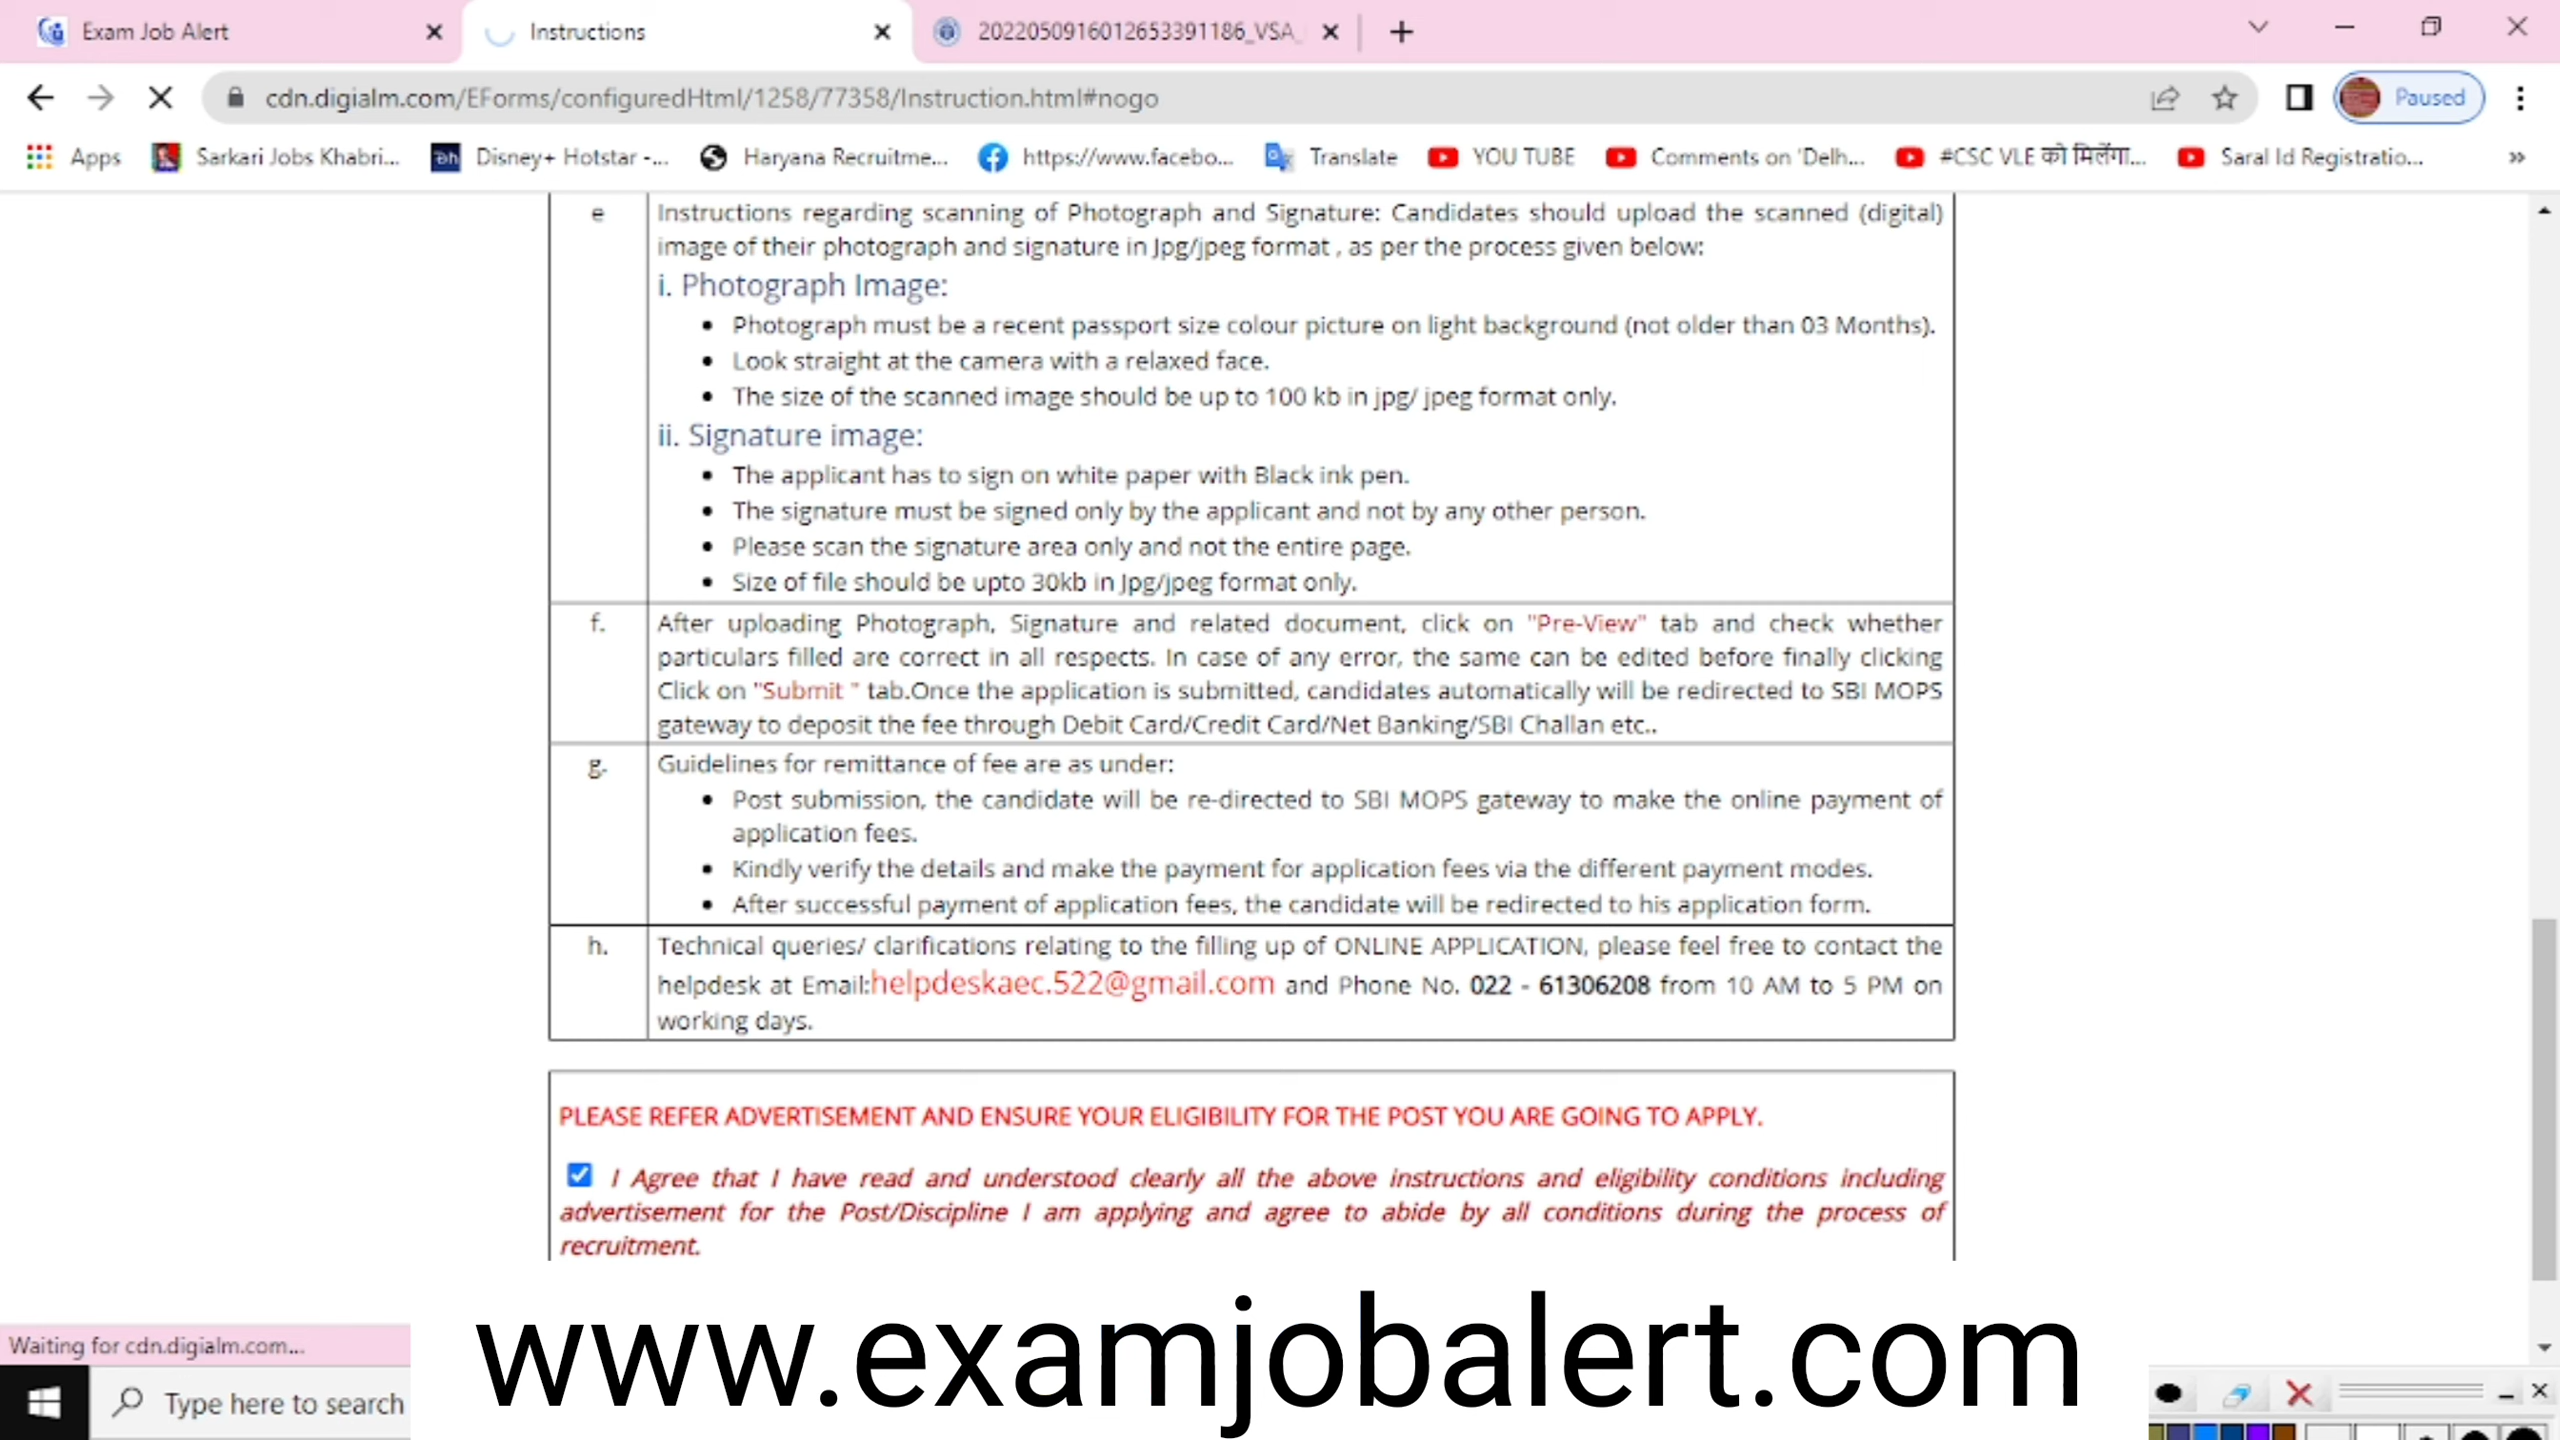 Exam Job Alert
Instructions
20220509160126533911​86_VSA_
cdn.digialm.com/EForms/configuredHtml/1258/77358/Instruction.html#nogo
Paused
Apps
Sarkari Jobs Khabri...
Disney+ Hotstar -...
Haryana Recruitme...
https://www.facebo...
Translate
YOU TUBE
Comments on 'Delh...
#CSC VLE को मिलेंगा...
Saral Id Registratio...
e
Instructions regarding scanning of Photograph and Signature: Candidates should upload the scanned (digital)
image of their photograph and signature in Jpg/jpeg format , as per the process given below:
i. Photograph Image:
• Photograph must be a recent passport size colour picture on light background (not older than 03 Months).
• Look straight at the camera with a relaxed face.
• The size of the scanned image should be up to 100 kb in jpg/ jpeg format only.
ii. Signature image:
• The applicant has to sign on white paper with Black ink pen.
• The signature must be signed only by the applicant and not by any other person.
• Please scan the signature area only and not the entire page.
• Size of file should be upto 30kb in Jpg/jpeg format only.
f.
After uploading Photograph, Signature and related document, click on "Pre-View" tab and check whether
particulars filled are correct in all respects. In case of any error, the same can be edited before finally clicking
Click on "Submit " tab.Once the application is submitted, candidates automatically will be redirected to SBI MOPS
gateway to deposit the fee through Debit Card/Credit Card/Net Banking/SBI Challan etc..
g.
Guidelines for remittance of fee are as under:
• Post submission, the candidate will be re-directed to SBI MOPS gateway to make the online payment of
application fees.
• Kindly verify the details and make the payment for application fees via the different payment modes.
• After successful payment of application fees, the candidate will be redirected to his application form.
h.
Technical queries/ clarifications relating to the filling up of ONLINE APPLICATION, please feel free to contact the
helpdesk at Email:helpdeskaec.522@gmail.com and Phone No. 022 - 61306208 from 10 AM to 5 PM on
working days.
PLEASE REFER ADVERTISEMENT AND ENSURE YOUR ELIGIBILITY FOR THE POST YOU ARE GOING TO APPLY.
I Agree that I have read and understood clearly all the above instructions and eligibility conditions including
advertisement for the Post/Discipline I am applying and agree to abide by all conditions during the process of
recruitment.
Waiting for cdn.digialm.com...
Type here to search
www.examjobalert.com